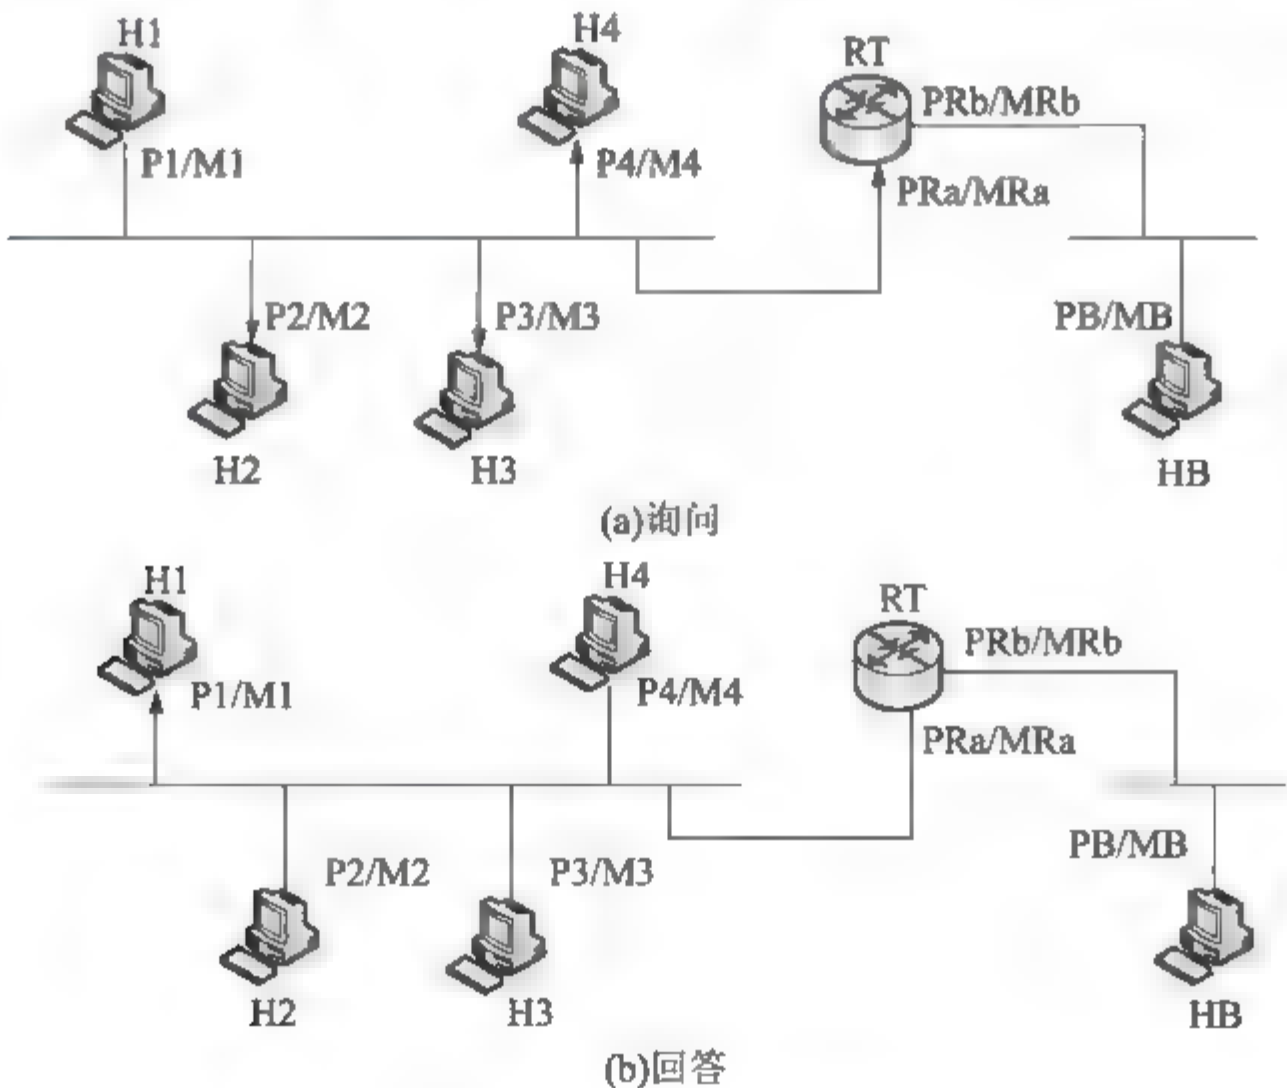 H1
H4
RT
PRb/MRb
P1/M1
P4/M4
PRa/MRa
P2/M2
P3/M3
PB/MB
H2
H3
HB
(a)询问
H1
H4
RT
PRb/MRb
P1/M1
P4/M4
PRa/MRa
P2/M2
P3/M3
PB/MB
H2
H3
HB
(b)回答